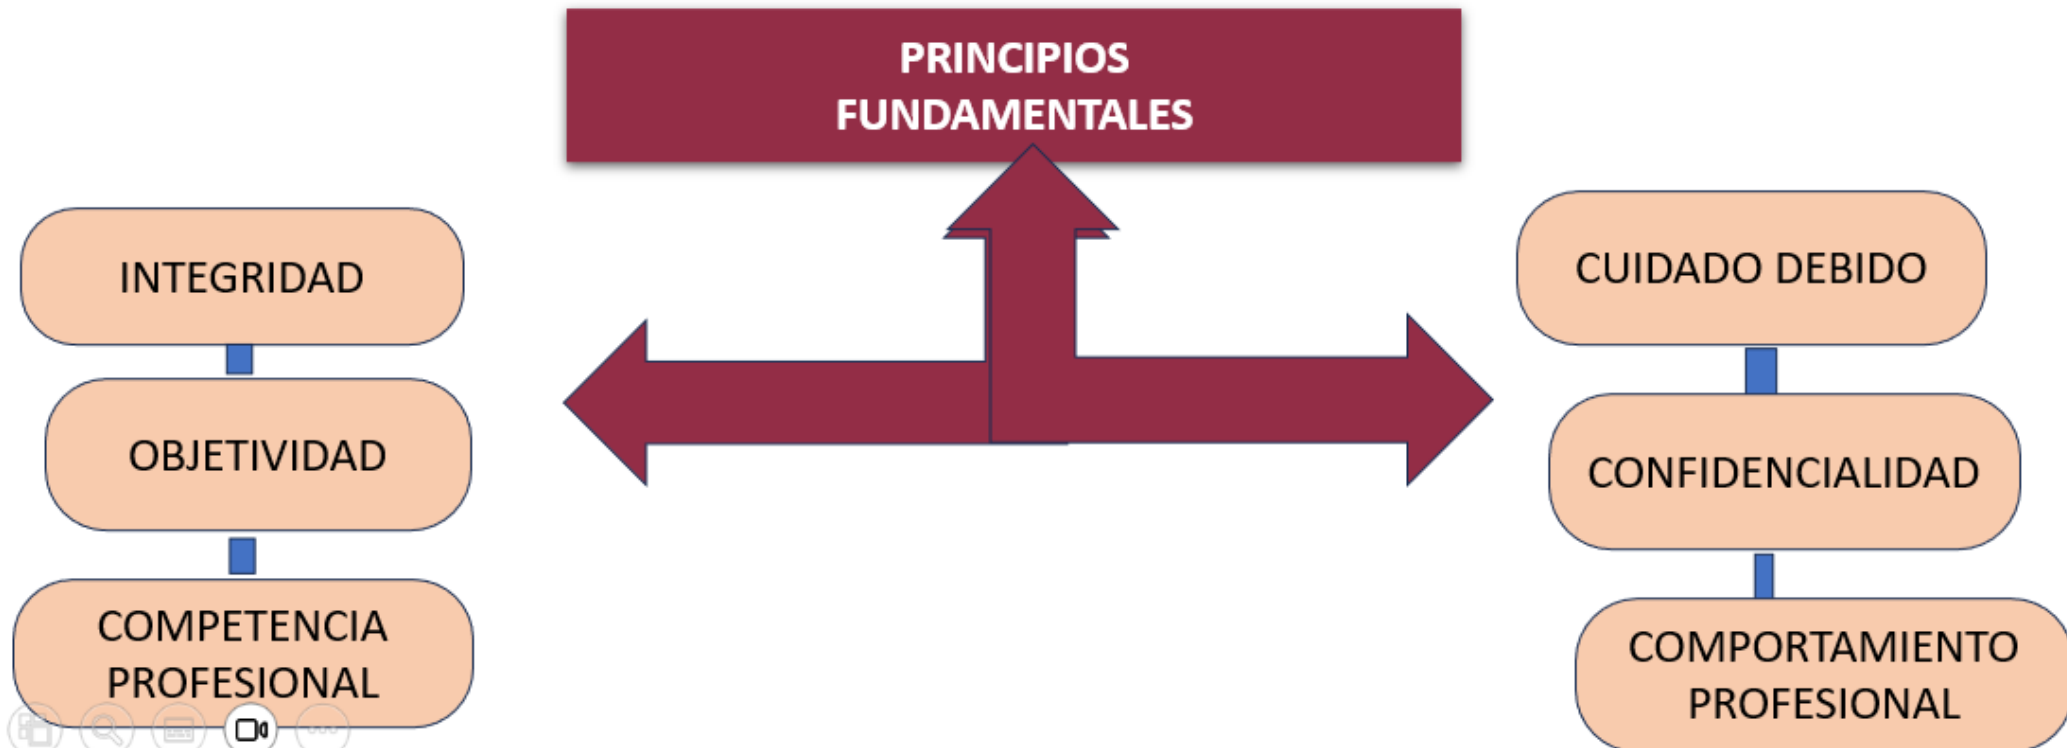 PRINCIPIOS
FUNDAMENTALES
INTEGRIDAD
OBJETIVIDAD
COMPETENCIA
PROFESIONAL
CUIDADO DEBIDO
CONFIDENCIALIDAD
COMPORTAMIENTO
PROFESIONAL